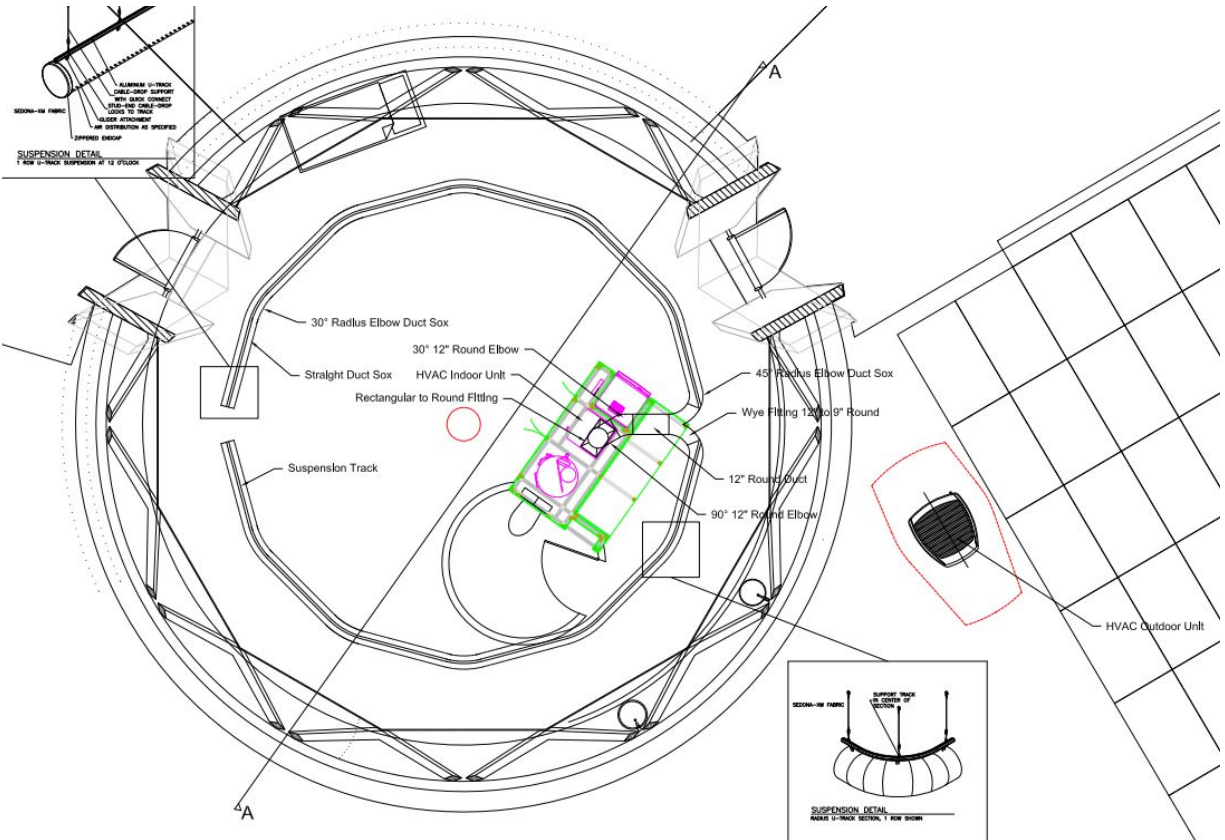 ALUMINUM U-TRACK
CABLE-DROP SUPPORT
WITH QUICK CONNECT
STUD-END CABLE-DROP
LOCKS TO TRACK
SEDONA-XM FABRIC
GLIDER ATTACHMENT
AIR DISTRIBUTION AS SPECIFIED
ZIPPERED ENDCAP
SUSPENSION DETAIL
1 ROW U-TRACK SUSPENSION AT 12 O'CLOCK
A
30° Radius Elbow Duct Sox
30° 12" Round Elbow
Straight Duct Sox
HVAC Indoor Unit
45° Radius Elbow Duct Sox
Rectangular to Round Fitting
Wye Fitting 12" to 9" Round
Suspension Track
12" Round Duct
90° 12" Round Elbow
HVAC Outdoor Unit
SEDONA-XM FABRIC
SUPPORT TRACK
IN CENTER OF
SECTION
A
SUSPENSION DETAIL
RADIUS U-TRACK SECTION, 1 ROW SHOWN